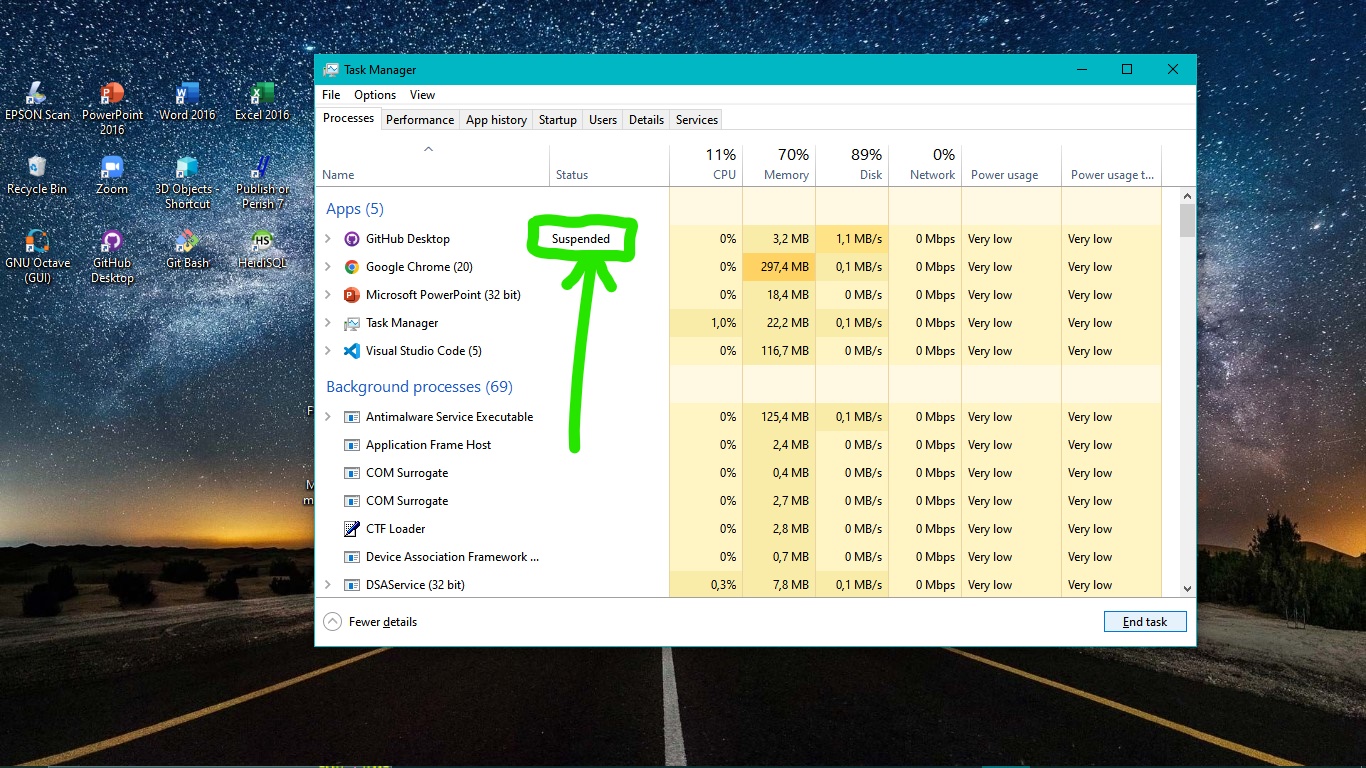 EPSON Scan PowerPoint 2016 Word 2016 Excel 2016
Recycle Bin Zoom 3D Objects - Shortcut Publish or Perish 7
GNU Octave (GUI) GitHub Desktop Git Bash HeidiSQL
Task Manager
File Options View
Processes Performance App history Startup Users Details Services
11% 70% 89% 0%
Name Status CPU Memory Disk Network Power usage Power usage t...
Apps (5)
GitHub Desktop Suspended 0% 3,2 MB 1,1 MB/s 0 Mbps Very low Very low
Google Chrome (20) 0% 297,4 MB 0,1 MB/s 0 Mbps Very low Very low
Microsoft PowerPoint (32 bit) 0% 18,4 MB 0 MB/s 0 Mbps Very low Very low
Task Manager 1,0% 22,2 MB 0,1 MB/s 0 Mbps Very low Very low
Visual Studio Code (5) 0% 116,7 MB 0 MB/s 0 Mbps Very low Very low
Background processes (69)
Antimalware Service Executable 0% 125,4 MB 0,1 MB/s 0 Mbps Very low Very low
Application Frame Host 0% 2,4 MB 0 MB/s 0 Mbps Very low Very low
COM Surrogate 0% 0,4 MB 0 MB/s 0 Mbps Very low Very low
COM Surrogate 0% 2,7 MB 0 MB/s 0 Mbps Very low Very low
CTF Loader 0% 2,8 MB 0 MB/s 0 Mbps Very low Very low
Device Association Framework ... 0% 0,7 MB 0 MB/s 0 Mbps Very low Very low
DSAService (32 bit) 0,3% 7,8 MB 0,1 MB/s 0 Mbps Very low Very low
Fewer details End task